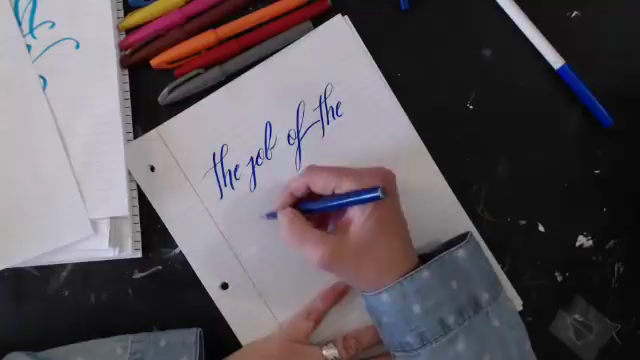 the job of the